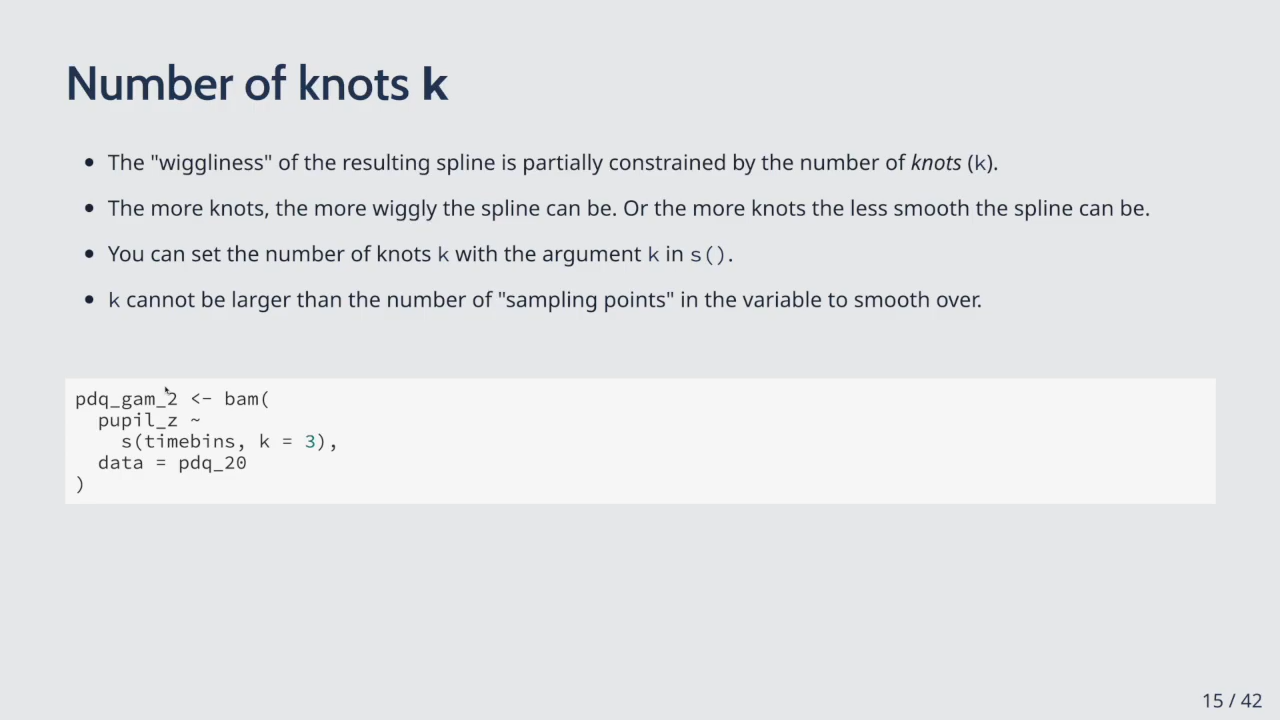 Number of knots k
• The "wiggliness" of the resulting spline is partially constrained by the number of knots (k).
• The more knots, the more wiggly the spline can be. Or the more knots the less smooth the spline can be.
• You can set the number of knots k with the argument k in s().
• k cannot be larger than the number of "sampling points" in the variable to smooth over.
pdq_gam_2 <- bam(
  pupil_z ~
    s(timebins, k = 3),
  data = pdq_20
)
15 / 42